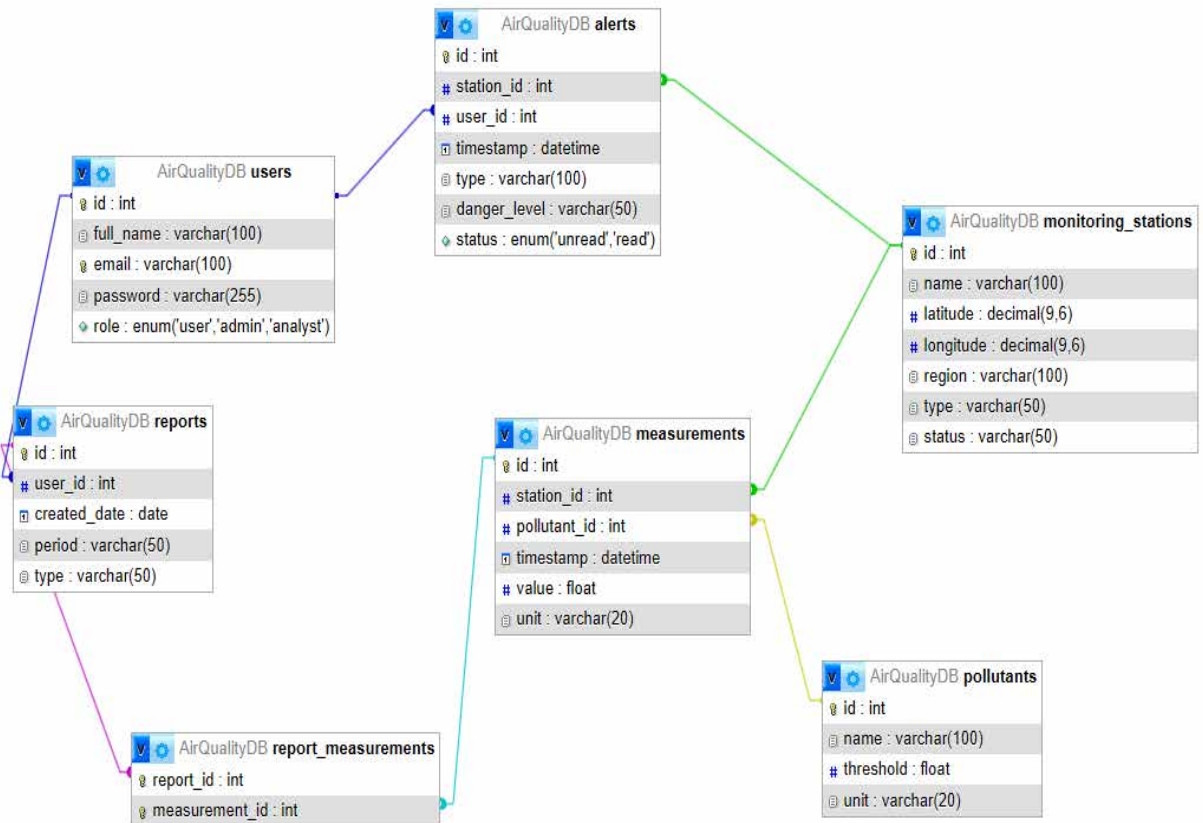 AirQualityDB alerts
id : int
station_id : int
user_id : int
timestamp : datetime
type : varchar(100)
danger_level : varchar(50)
status : enum('unread','read')
AirQualityDB users
id : int
full_name : varchar(100)
email : varchar(100)
password : varchar(255)
role : enum('user','admin','analyst')
AirQualityDB monitoring_stations
id : int
name : varchar(100)
latitude : decimal(9,6)
longitude : decimal(9,6)
region : varchar(100)
type : varchar(50)
status : varchar(50)
AirQualityDB reports
id : int
user_id : int
created_date : date
period : varchar(50)
type : varchar(50)
AirQualityDB measurements
id : int
station_id : int
pollutant_id : int
timestamp : datetime
value : float
unit : varchar(20)
AirQualityDB pollutants
id : int
name : varchar(100)
threshold : float
unit : varchar(20)
AirQualityDB report_measurements
report_id : int
measurement_id : int